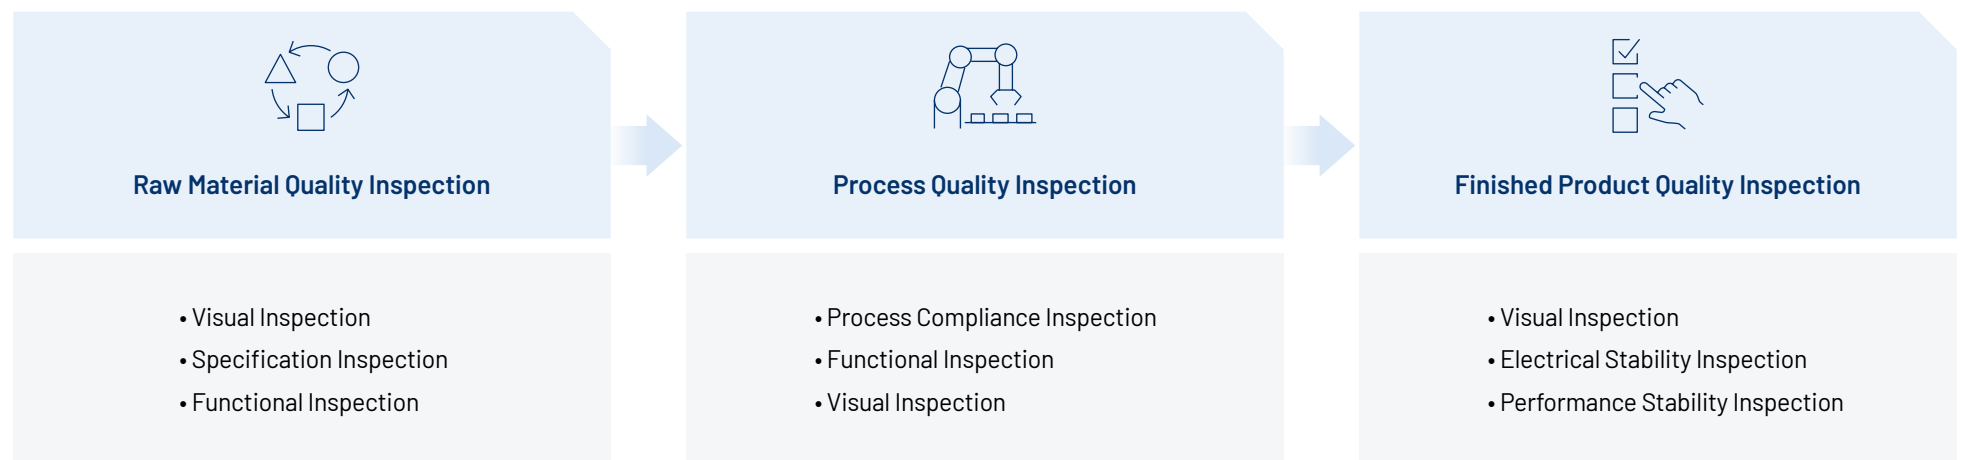 Raw Material Quality Inspection
• Visual Inspection
• Specification Inspection
• Functional Inspection
Process Quality Inspection
• Process Compliance Inspection
• Functional Inspection
• Visual Inspection
Finished Product Quality Inspection
• Visual Inspection
• Electrical Stability Inspection
• Performance Stability Inspection